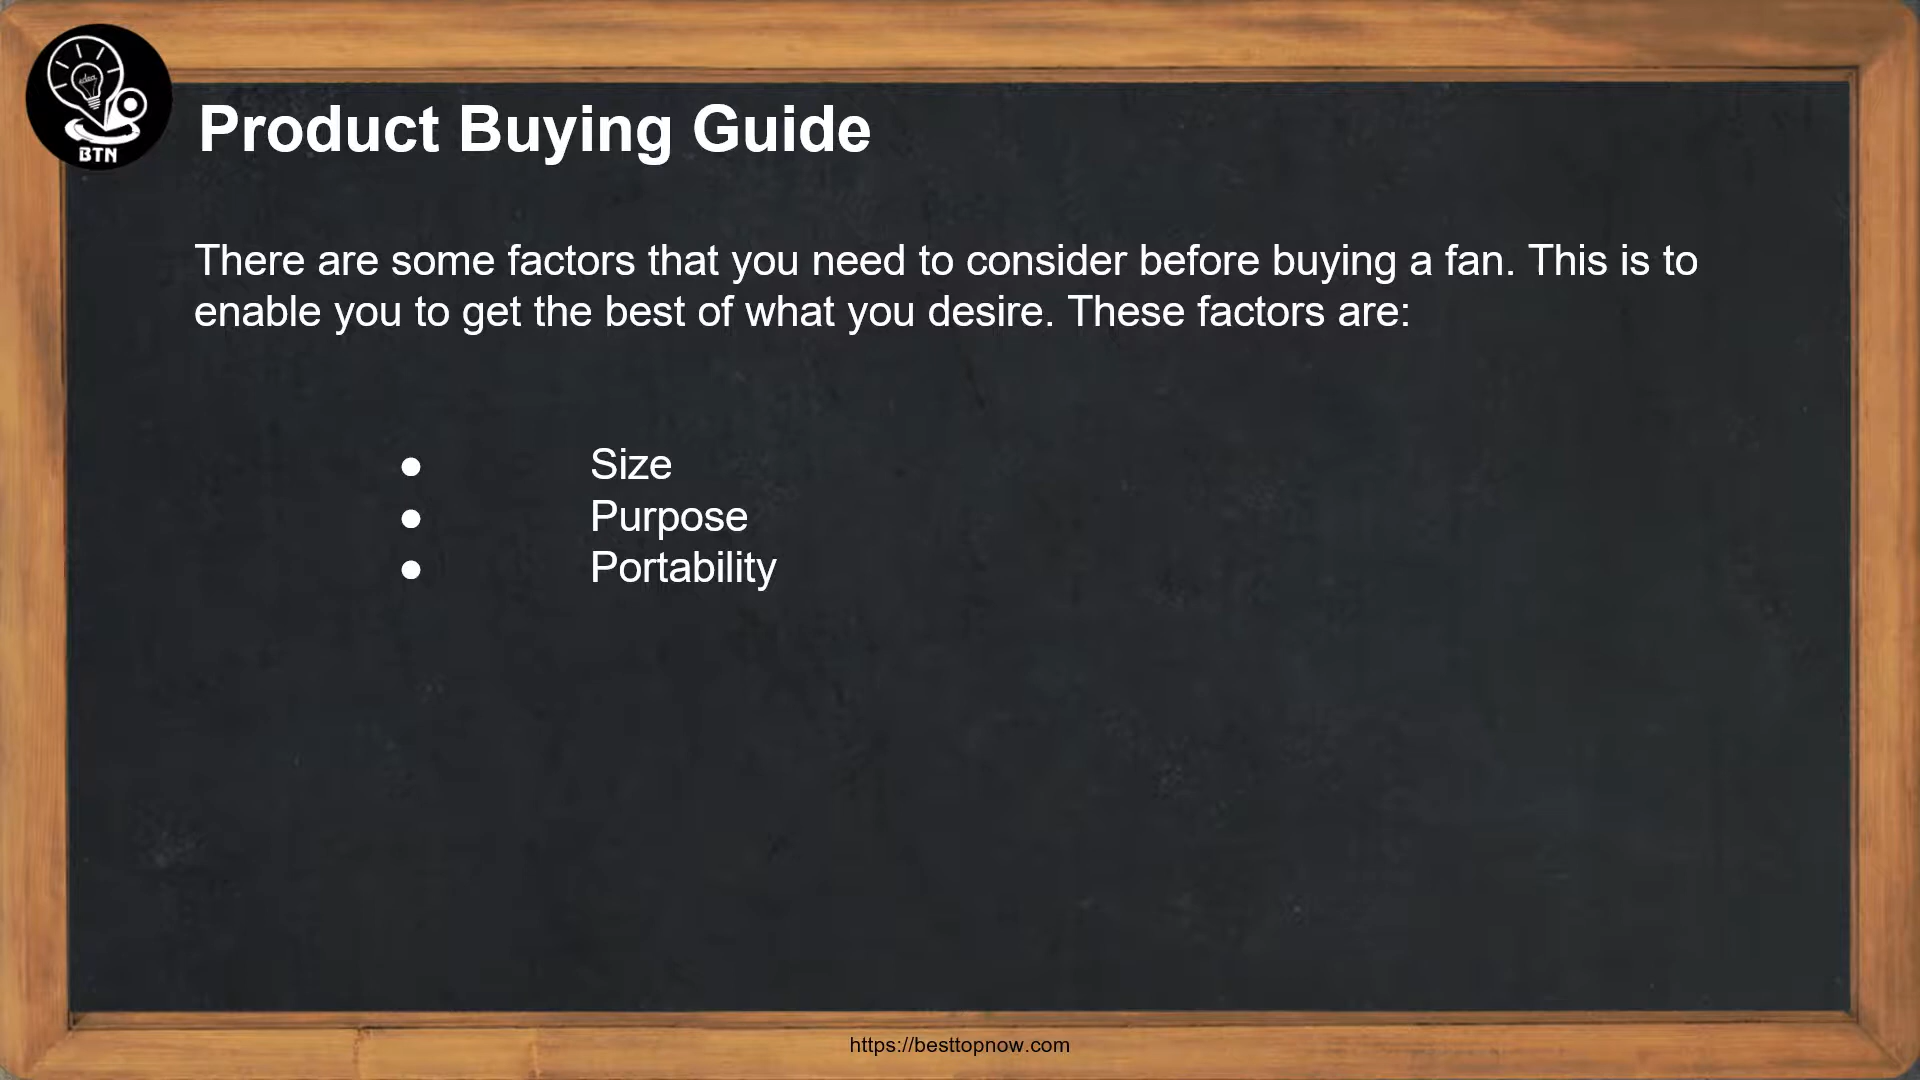 idea
BTN
Product Buying Guide
There are some factors that you need to consider before buying a fan. This is to
enable you to get the best of what you desire. These factors are:
● Size
● Purpose
● Portability
https://besttopnow.com